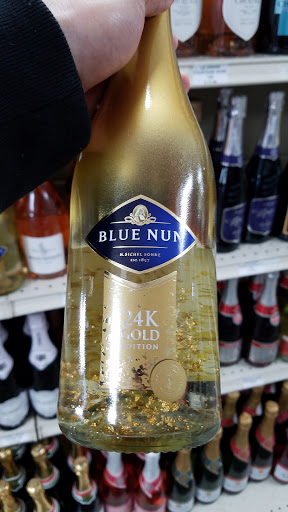 BLUE NUN
H. SICHEL SÖHNE
EST. 1857
24K
GOLD
EDITION